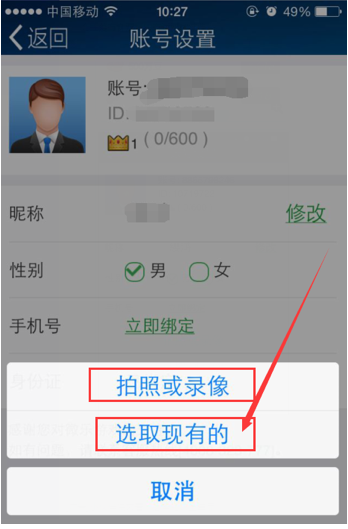 中国移动 10:27 49%
返回 账号设置
账号:
ID.
1 ( 0/600 )
昵称 修改
性别 男 女
手机号 立即绑定
身份证
拍照或录像
选取现有的
取消